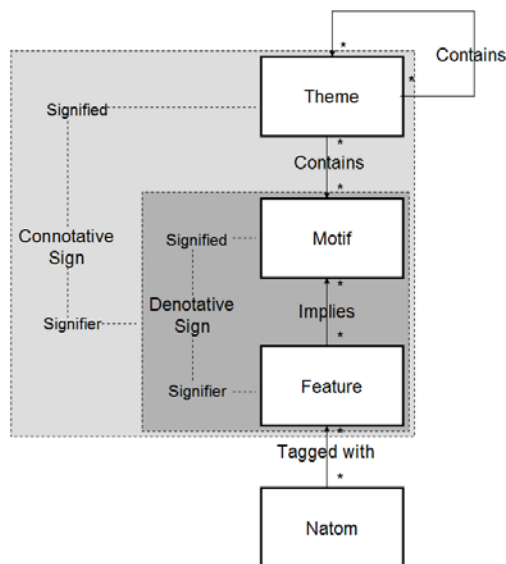 *
Contains
*
Theme
Signified
*
Contains
*
Connotative
Sign
Signified
Motif
*
Denotative
Sign
Implies
Signifier
*
Signifier
Feature
*
Tagged with
*
Natom